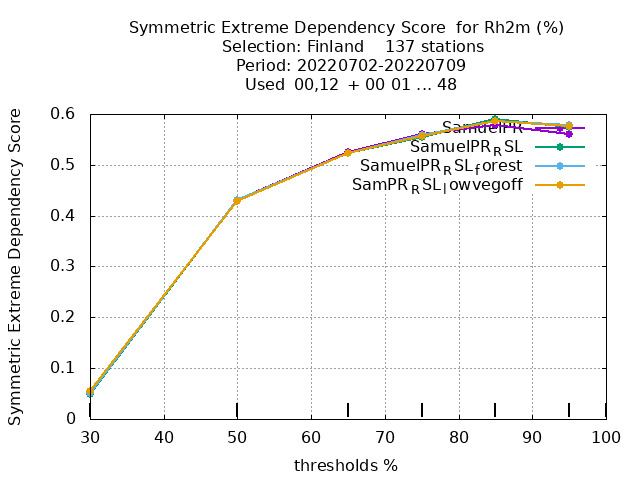 Symmetric Extreme Dependency Score  for Rh2m (%)
Selection: Finland    137 stations
Period: 20220702-20220709
Used  00,12  + 00 01 ... 48
Symmetric Extreme Dependency Score
0.6
0.5
0.4
0.3
0.2
0.1
0
SamuelPR
SamuelPR_RSL
SamuelPR_RSL_forest
SamPR_RSL_lowvegoff
30 40 50 60 70 80 90 100
thresholds %